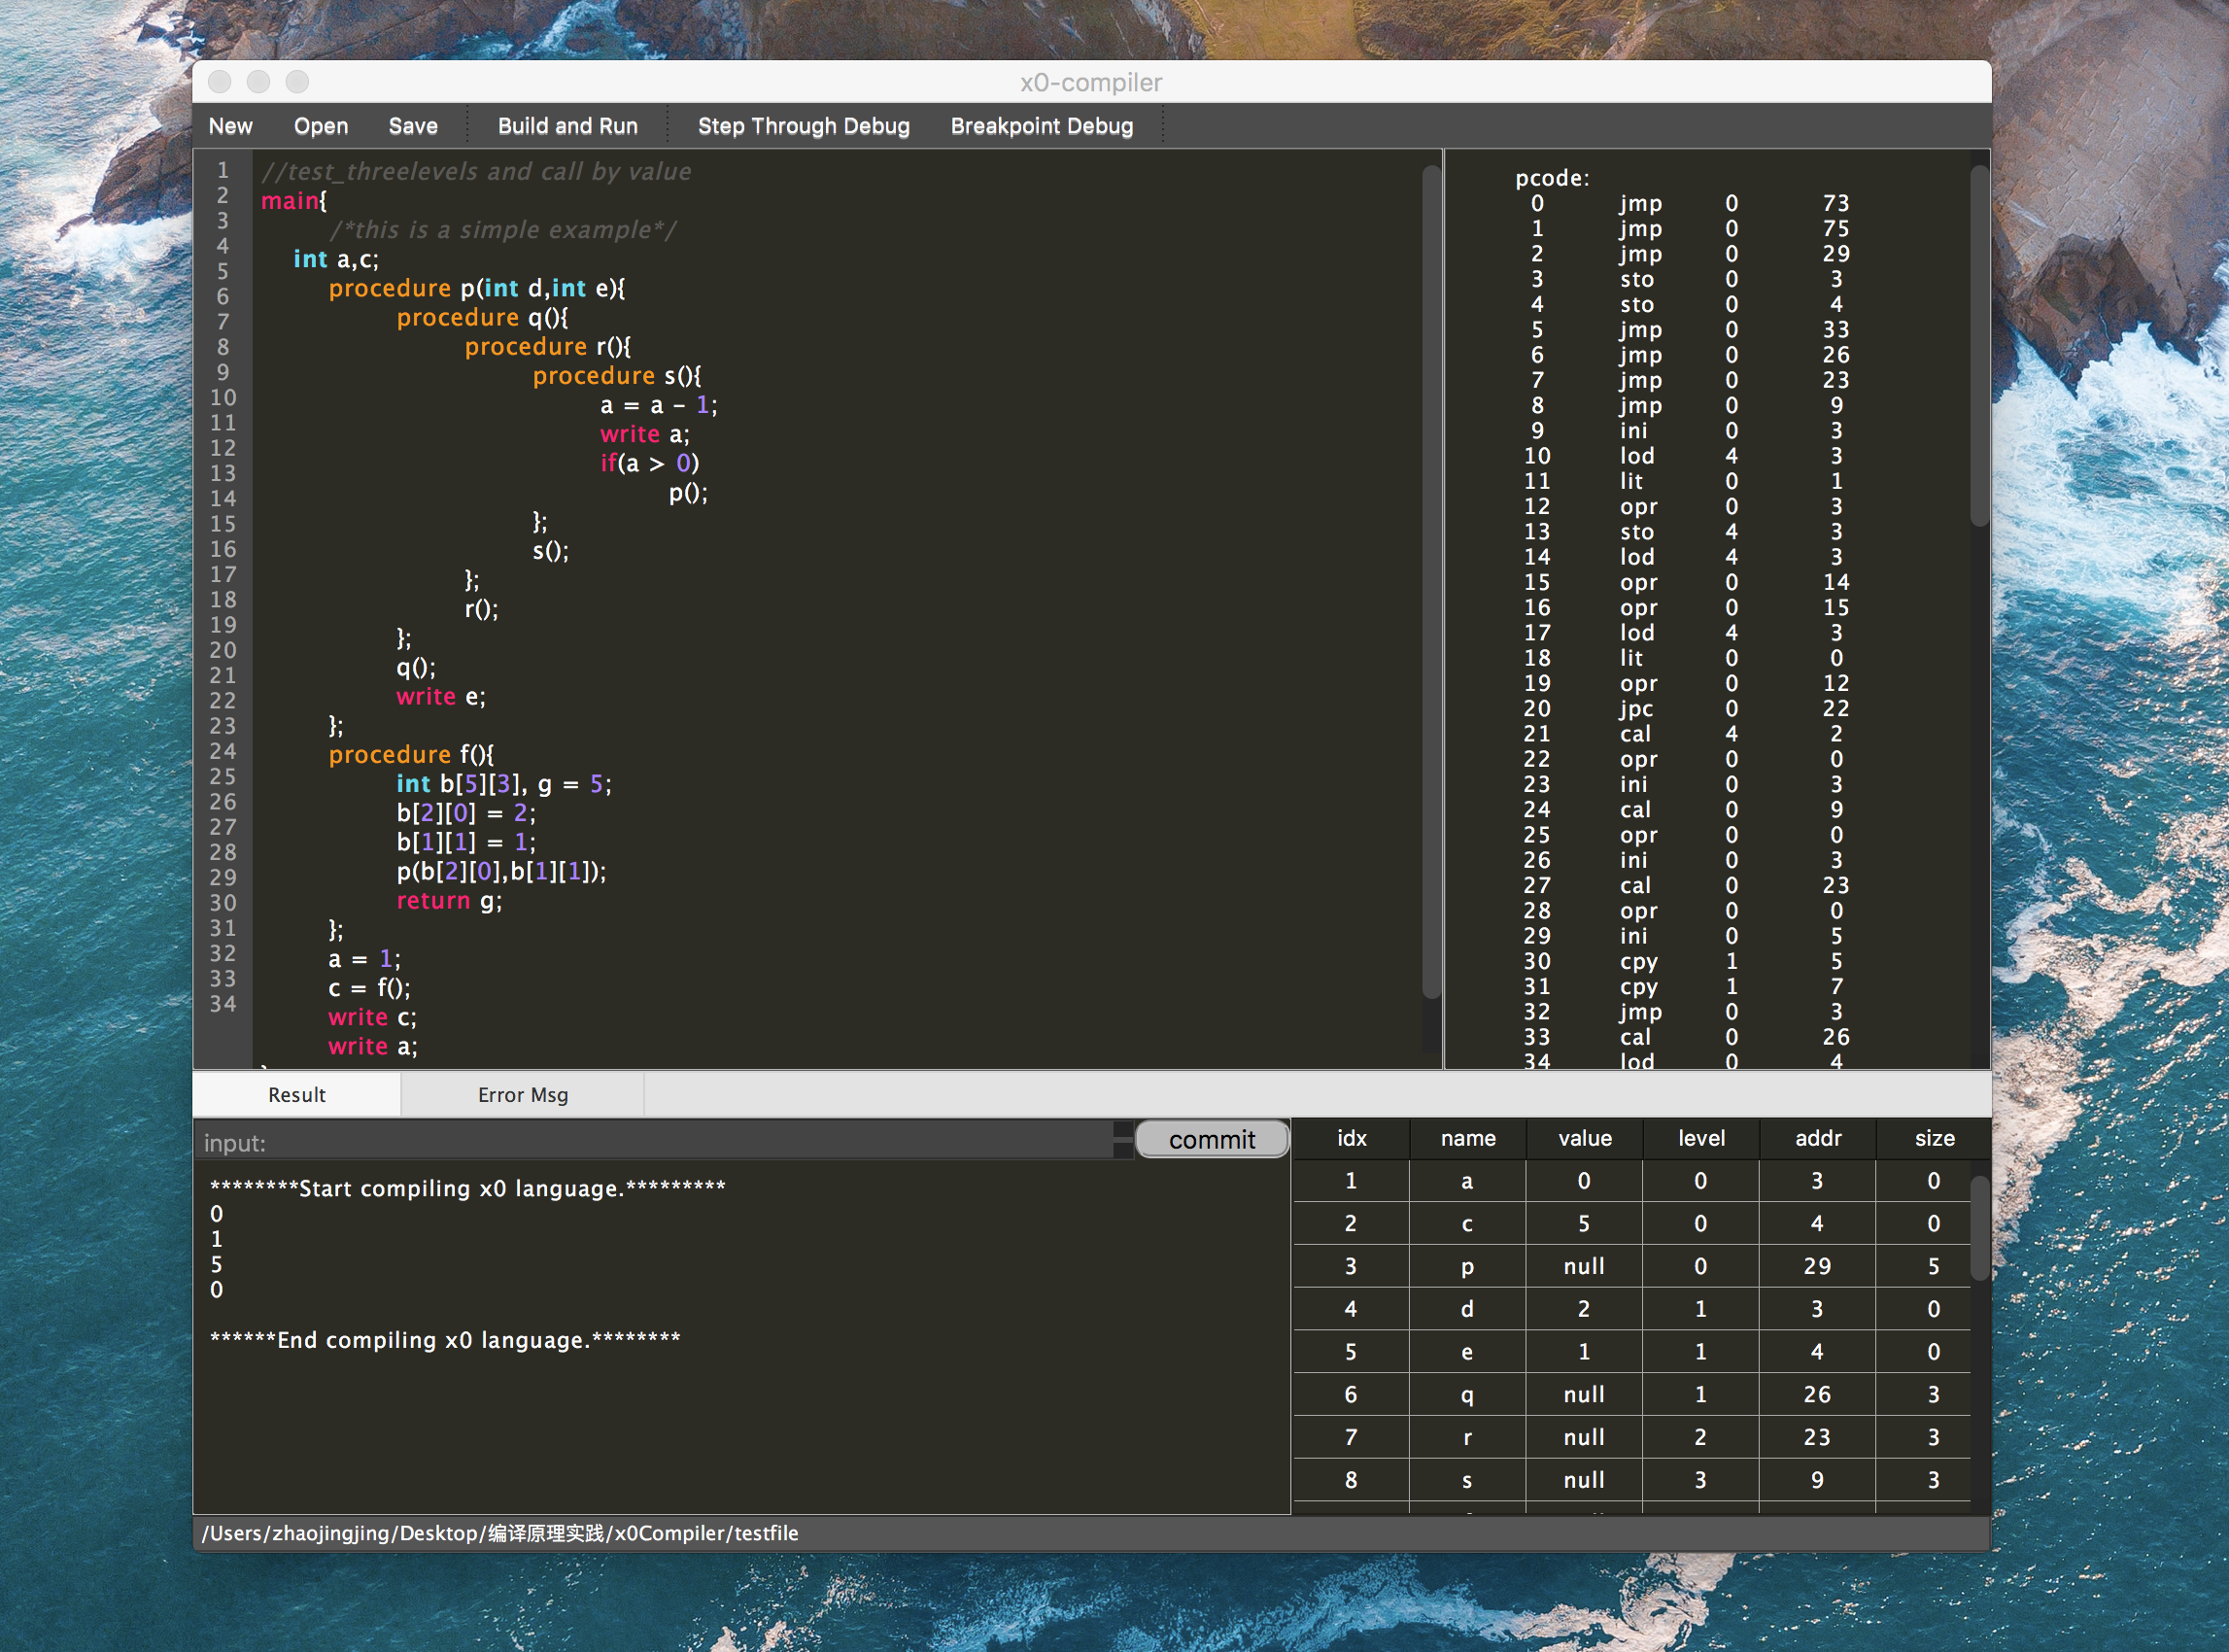 x0-compiler
New Open Save Build and Run Step Through Debug Breakpoint Debug
1 //test_threelevels and call by value
2 main{
3 /*this is a simple example*/
4 int a,c;
5 procedure p(int d,int e){
6 procedure q(){
7 procedure r(){
8 procedure s(){
9 a = a - 1;
10 write a;
11 if(a > 0)
12 p();
13 };
14 s();
15 };
16 r();
17 };
18 q();
19 write e;
20 };
21 procedure f(){
22 int b[5][3], g = 5;
23 b[2][0] = 2;
24 b[1][1] = 1;
25 p(b[2][0],b[1][1]);
26 return g;
27 };
28 a = 1;
29 c = f();
30 write c;
31 write a;
32
33
34
pcode:
0 jmp 0 73
1 jmp 0 75
2 jmp 0 29
3 sto 0 3
4 sto 0 4
5 jmp 0 33
6 jmp 0 26
7 jmp 0 23
8 jmp 0 9
9 ini 0 3
10 lod 4 3
11 lit 0 1
12 opr 0 3
13 sto 4 3
14 lod 4 3
15 opr 0 14
16 opr 0 15
17 lod 4 3
18 lit 0 0
19 opr 0 12
20 jpc 0 22
21 cal 4 2
22 opr 0 0
23 ini 0 3
24 cal 0 9
25 opr 0 0
26 ini 0 3
27 cal 0 23
28 opr 0 0
29 ini 0 5
30 cpy 1 5
31 cpy 1 7
32 jmp 0 3
33 cal 0 26
34 lod 0 4
Result Error Msg
input: commit
********Start compiling x0 language.*********
0
1
5
0
******End compiling x0 language.********
idx name value level addr size
1 a 0 0 3 0
2 c 5 0 4 0
3 p null 0 29 5
4 d 2 1 3 0
5 e 1 1 4 0
6 q null 1 26 3
7 r null 2 23 3
8 s null 3 9 3
/Users/zhaojingjing/Desktop/编译原理实践/x0Compiler/testfile